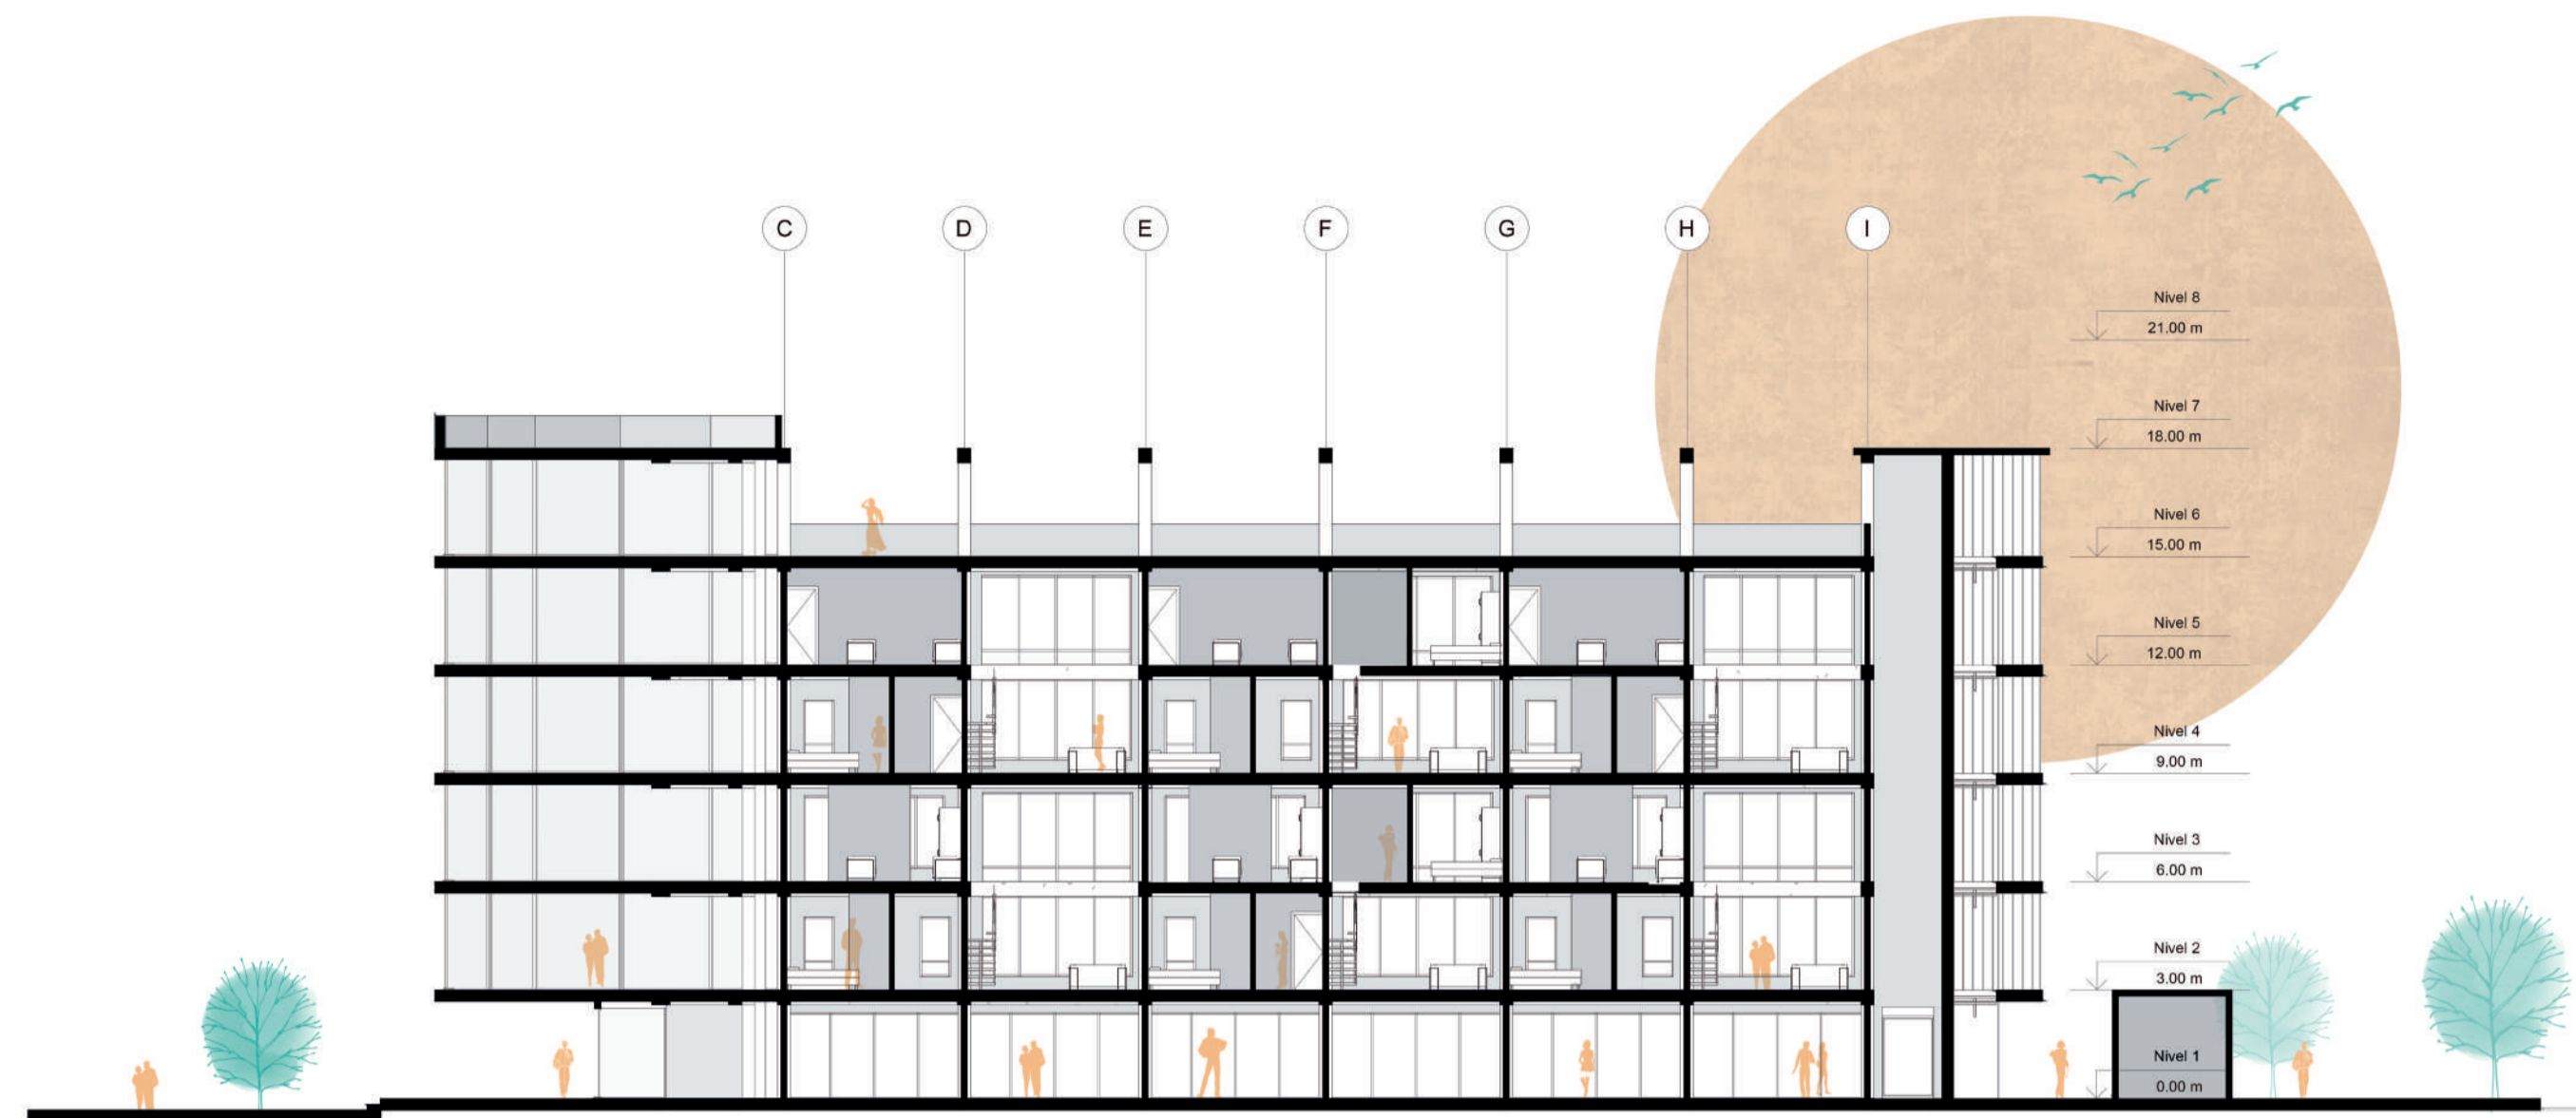 C D E F G H I
Nivel 8
21.00 m
Nivel 7
18.00 m
Nivel 6
15.00 m
Nivel 5
12.00 m
Nivel 4
9.00 m
Nivel 3
6.00 m
Nivel 2
3.00 m
Nivel 1
0.00 m